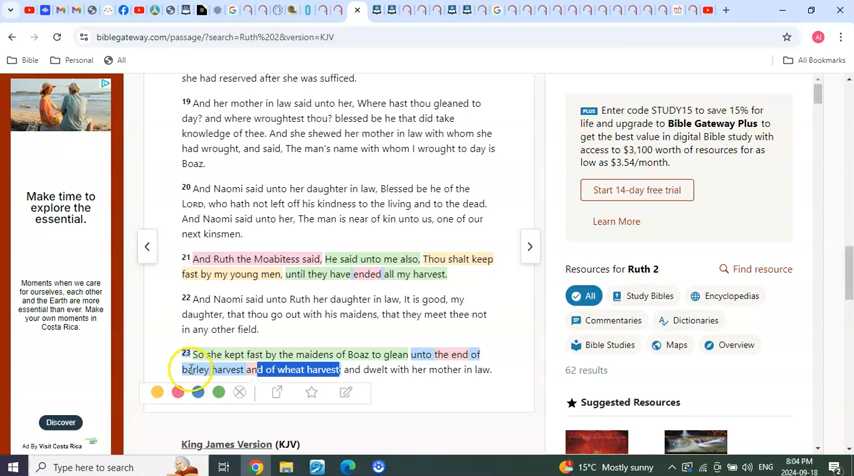 biblegateway.com/passage/?search=Ruth%202&version=KJV
Bible
Personal
All
All Bookmarks
she had reserved after she was sufficed.
19 And her mother in law said unto her, Where hast thou gleaned to
day? and where wroughtest thou? blessed be he that did take
knowledge of thee. And she shewed her mother in law with whom she
had wrought, and said, The man's name with whom I wrought to day is
Boaz.
20 And Naomi said unto her daughter in law, Blessed be he of the
LORD, who hath not left off his kindness to the living and to the dead.
And Naomi said unto her, The man is near of kin unto us, one of our
next kinsmen.
21 And Ruth the Moabitess said, He said unto me also, Thou shalt keep
fast by my young men, until they have ended all my harvest.
22 And Naomi said unto Ruth her daughter in law, It is good, my
daughter, that thou go out with his maidens, that they meet thee not
in any other field.
23 So she kept fast by the maidens of Boaz to glean unto the end of
barley harvest and of wheat harvest; and dwelt with her mother in law.
King James Version (KJV)
Make time to
explore the
essential.
Moments when we care
for ourselves, each other
and the Earth are more
essential than ever. Make
your own moments in
Costa Rica.
Discover
Ad By Visit Costa Rica
PLUS Enter code STUDY15 to save 15% for
life and upgrade to Bible Gateway Plus to
get the best value in digital Bible study with
access to $3,100 worth of resources for as
low as $3.54/month.
Start 14-day free trial
Learn More
Resources for Ruth 2
Find resource
All
Study Bibles
Encyclopedias
Commentaries
Dictionaries
Bible Studies
Maps
Overview
62 results
Suggested Resources
Type here to search
15°C Mostly sunny
ENG
8:04 PM
2024-09-18